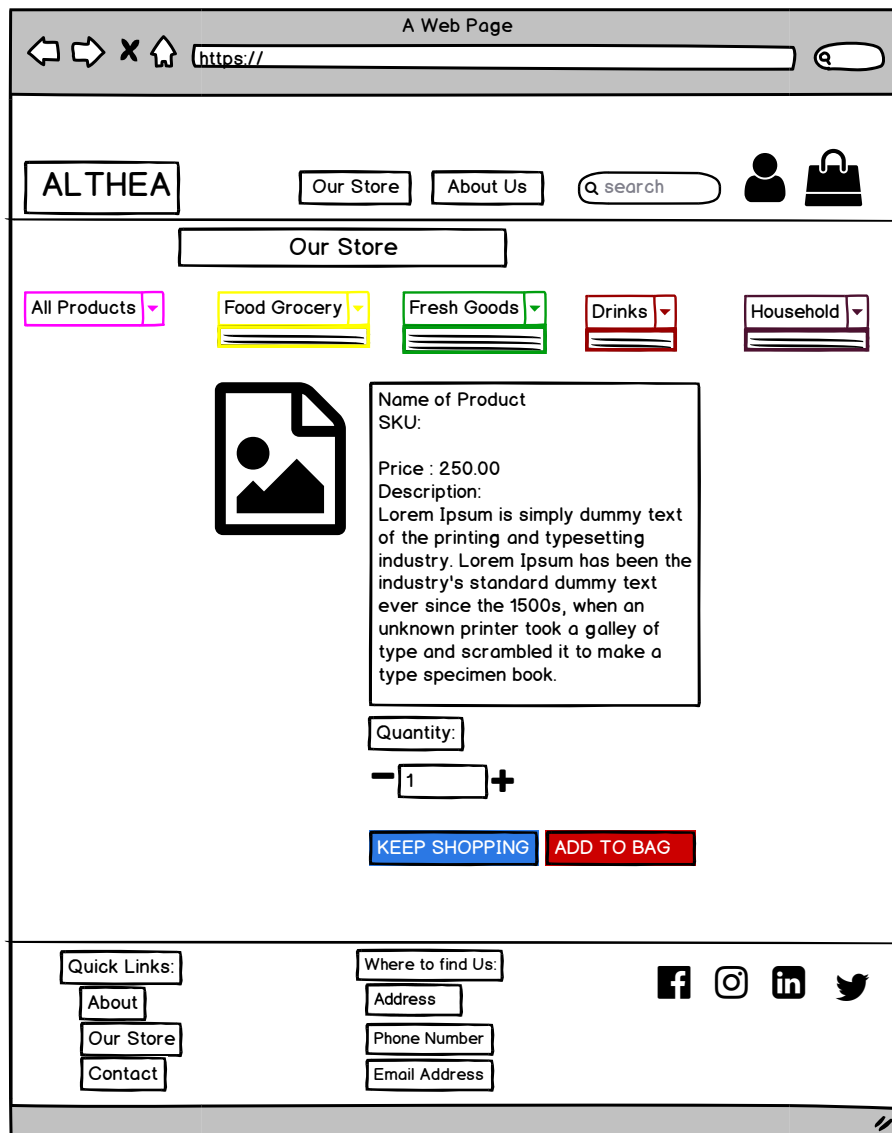 A Web Page
https://
ALTHEA
Our Store
About Us
search
Our Store
All Products
Food Grocery
Fresh Goods
Drinks
Household
Name of Product
SKU:
Price : 250.00
Description:
Lorem Ipsum is simply dummy text
of the printing and typesetting
industry. Lorem Ipsum has been the
industry's standard dummy text
ever since the 1500s, when an
unknown printer took a galley of
type and scrambled it to make a
type specimen book.
Quantity:
1
KEEP SHOPPING
ADD TO BAG
Quick Links:
About
Our Store
Contact
Where to find Us:
Address
Phone Number
Email Address